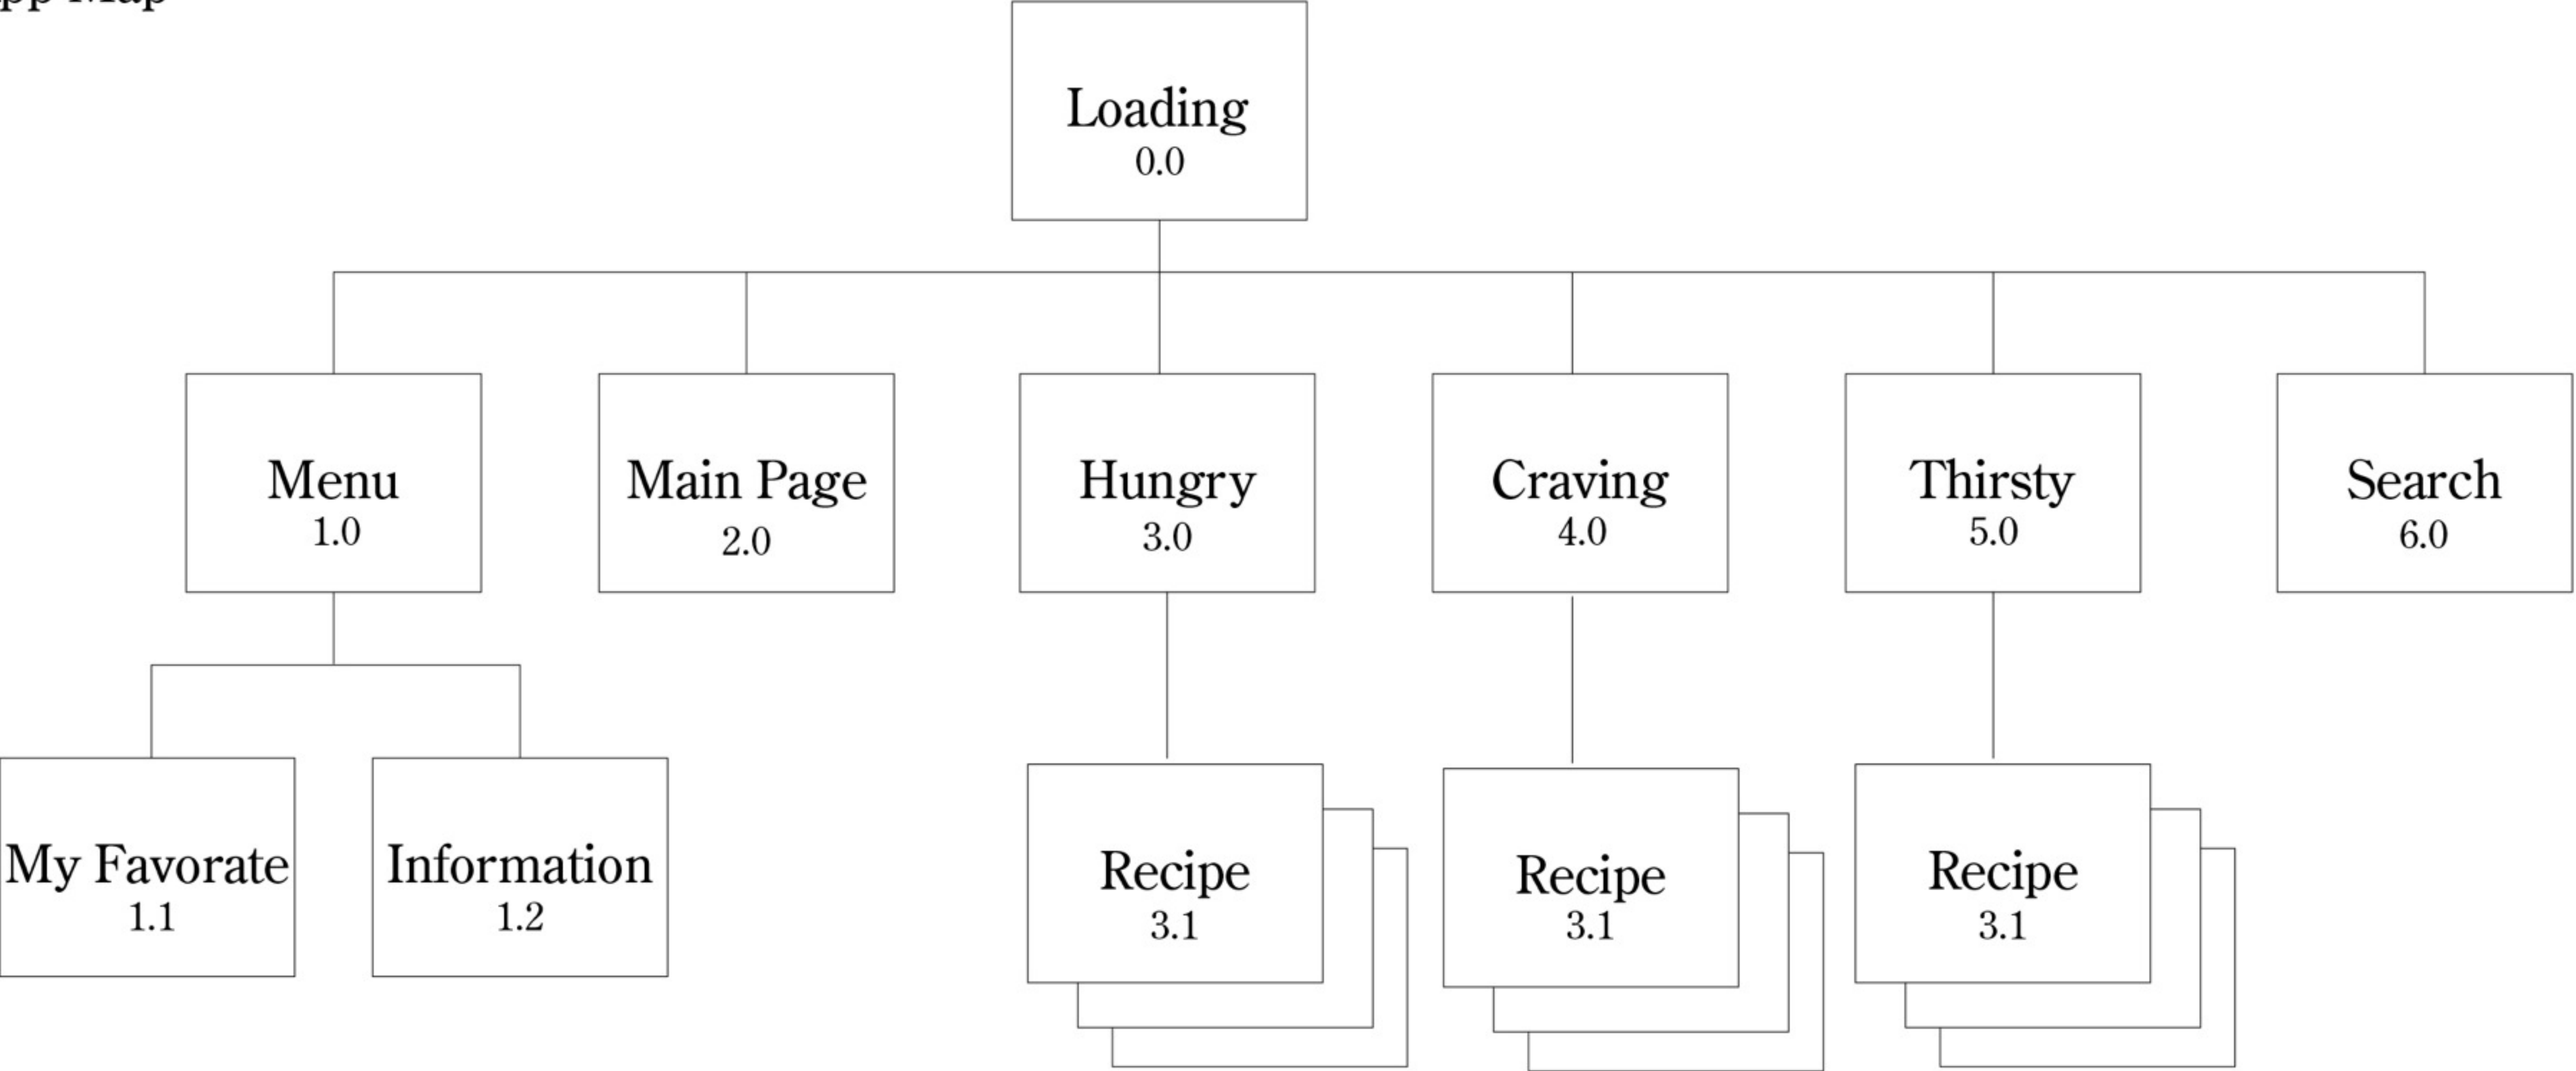 Loading
0.0
Menu
1.0
Main Page
2.0
Hungry
3.0
Craving
4.0
Thirsty
5.0
Search
6.0
My Favorate
1.1
Information
1.2
Recipe
3.1
Recipe
3.1
Recipe
3.1